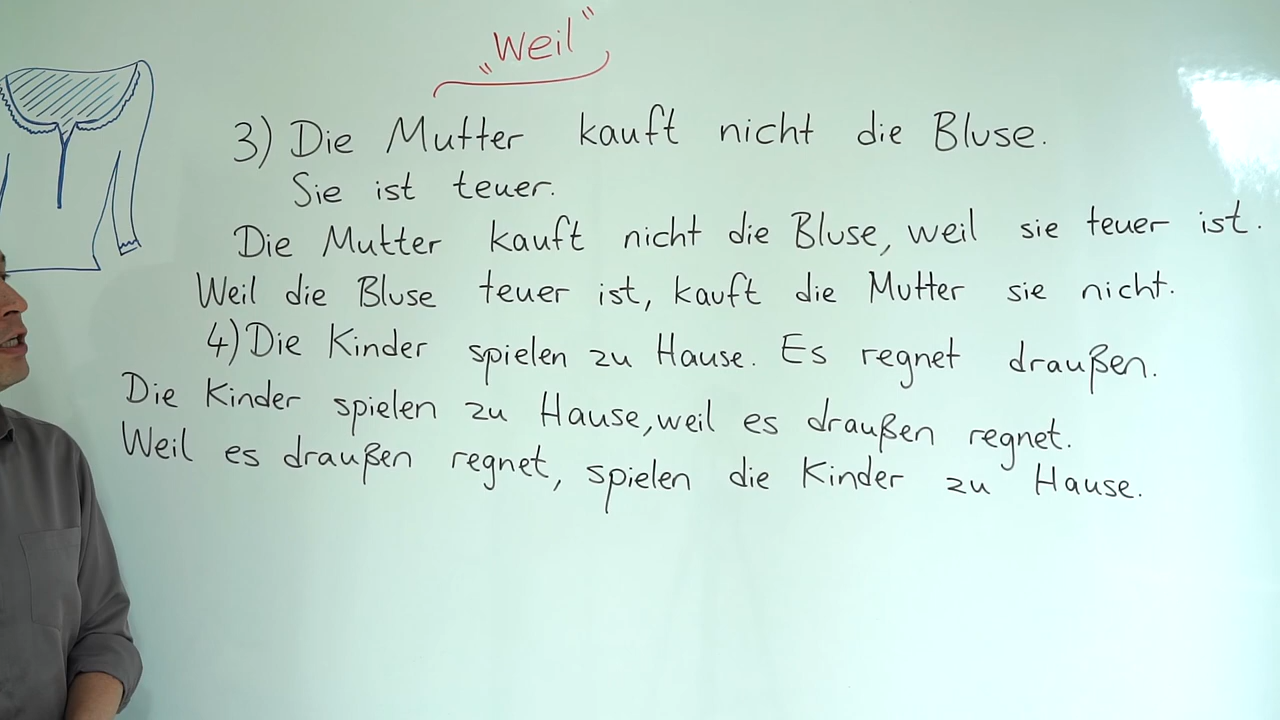 „Weil“
3) Die Mutter kauft nicht die Bluse.
Sie ist teuer.
Die Mutter kauft nicht die Bluse, weil sie teuer ist.
Weil die Bluse teuer ist, kauft die Mutter sie nicht.
4) Die Kinder spielen zu Hause. Es regnet draußen.
Die Kinder spielen zu Hause, weil es draußen regnet.
Weil es draußen regnet, spielen die Kinder zu Hause.